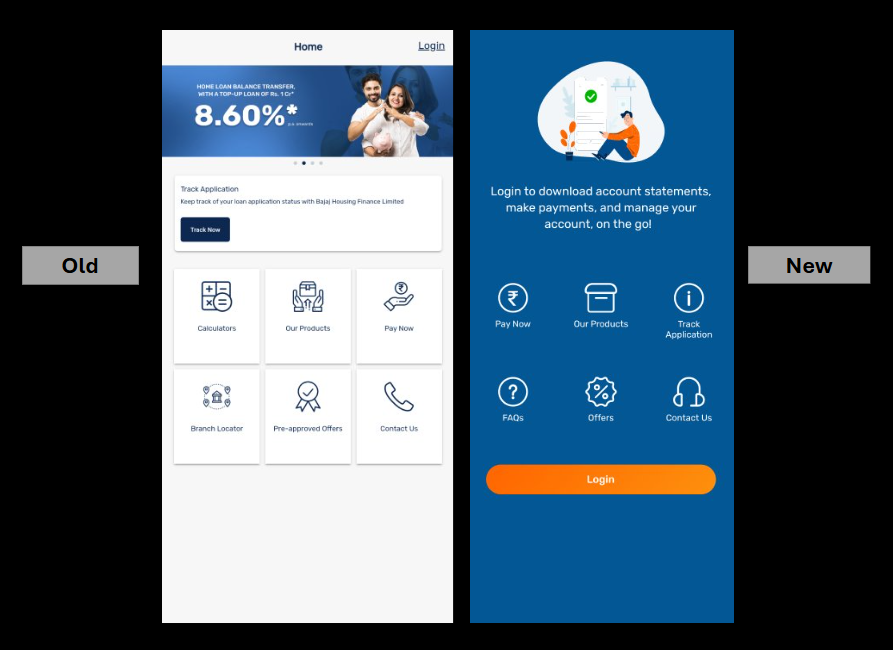 Old
Home
Login
HOME LOAN BALANCE TRANSFER,
WITH A TOP-UP LOAN OF Rs. 1 Cr*
8.60%*
Track Application
Keep track of your loan application status with Bajaj Housing Finance Limited
Track Now
Calculators
Our Products
Pay Now
Branch Locator
Pre-approved Offers
Contact Us
Login to download account statements,
make payments, and manage your
account, on the go!
Pay Now
Our Products
Track
Application
FAQs
Offers
Contact Us
Login
New